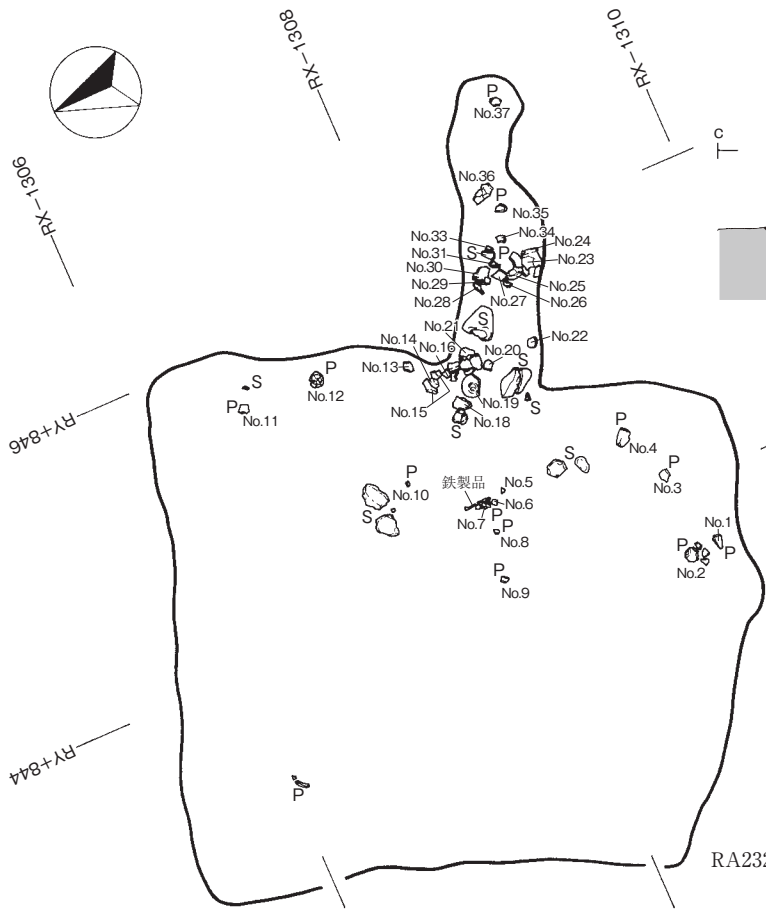 RX-1308
RX-1310
RX-1306
c
P
No.37
No.36
P
No.35
No.34
No.33
S
P
No.24
No.31
No.23
No.30
No.29
No.25
No.28
No.27
No.26
S
No.21
No.14
No.16
No.22
No.13
No.20
S
S
P
No.12
No.15
No.19
S
No.18
P
No.11
S
RY+846
P
No.4
S
P
No.3
P
No.10
S
鉄製品
No.5
No.6
No.7
P
P
No.8
No.1
P
P
No.2
P
No.9
RY+844
P
RA232